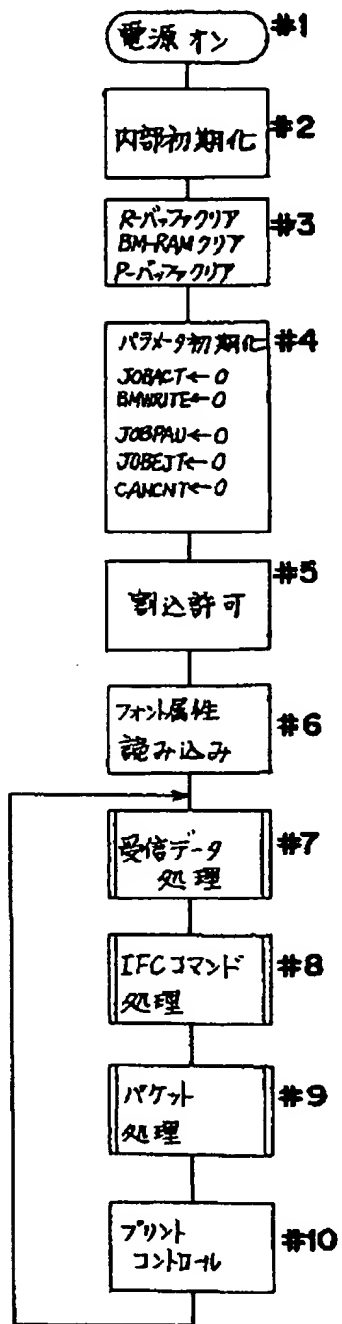 電源オン #1
内部初期化 #2
R-バッファクリア #3
BM-RAMクリア
P-バッファクリア
パラメータ初期化 #4
JOBACT←0
BMWRITE←0
JOBPAU←0
JOBEJT←0
CANCNT←0
割込許可 #5
フォント属性 #6
読み込み
受信データ #7
処理
IFCコマンド #8
処理
パケット #9
処理
プリント #10
コントロール